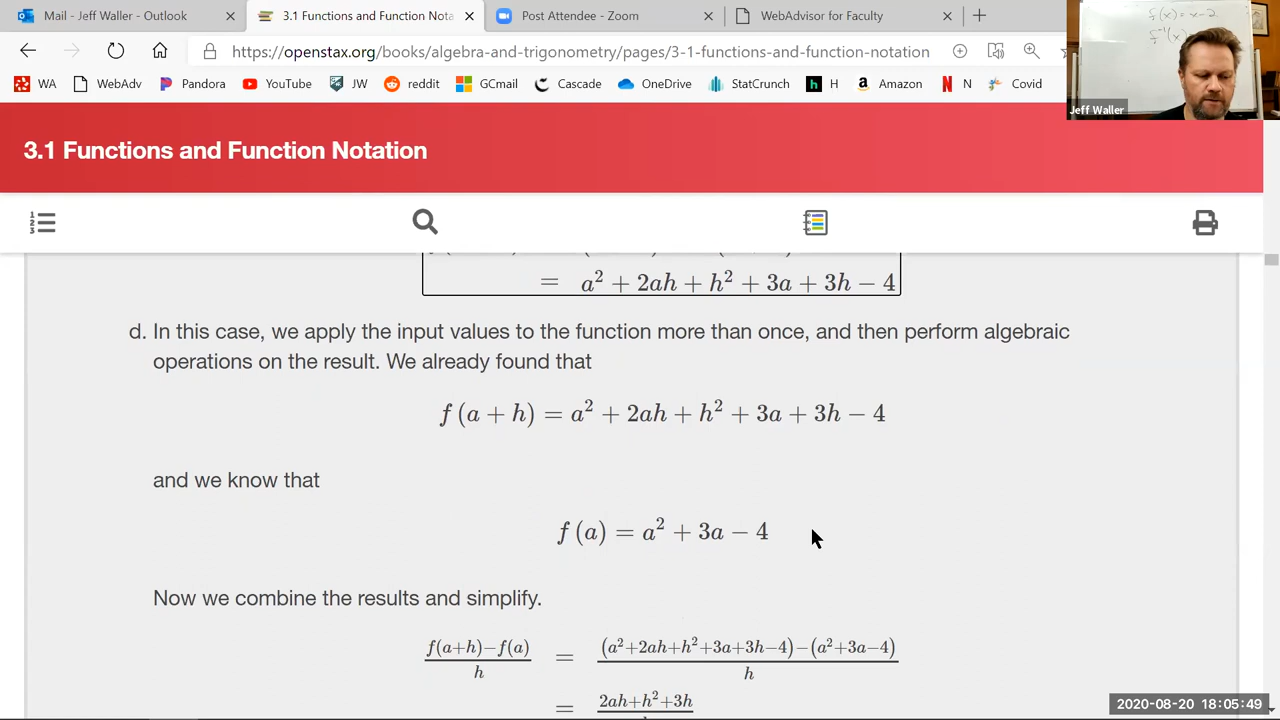 Mail - Jeff Waller - Outlook
3.1 Functions and Function Nota
Post Attendee - Zoom
WebAdvisor for Faculty
https://openstax.org/books/algebra-and-trigonometry/pages/3-1-functions-and-function-notation
WA WebAdv Pandora YouTube JW reddit GCmail Cascade OneDrive StatCrunch H Amazon N Covid
f(x) = x - 2
f⁻¹(x)
Jeff Waller
3.1 Functions and Function Notation
= a² + 2ah + h² + 3a + 3h − 4
d. In this case, we apply the input values to the function more than once, and then perform algebraic
operations on the result. We already found that
f (a + h) = a² + 2ah + h² + 3a + 3h − 4
and we know that
f (a) = a² + 3a − 4
Now we combine the results and simplify.
f(a+h)−f(a) / h = (a²+2ah+h²+3a+3h−4)−(a²+3a−4) / h
= 2ah+h²+3h
2020-08-20 18:05:49